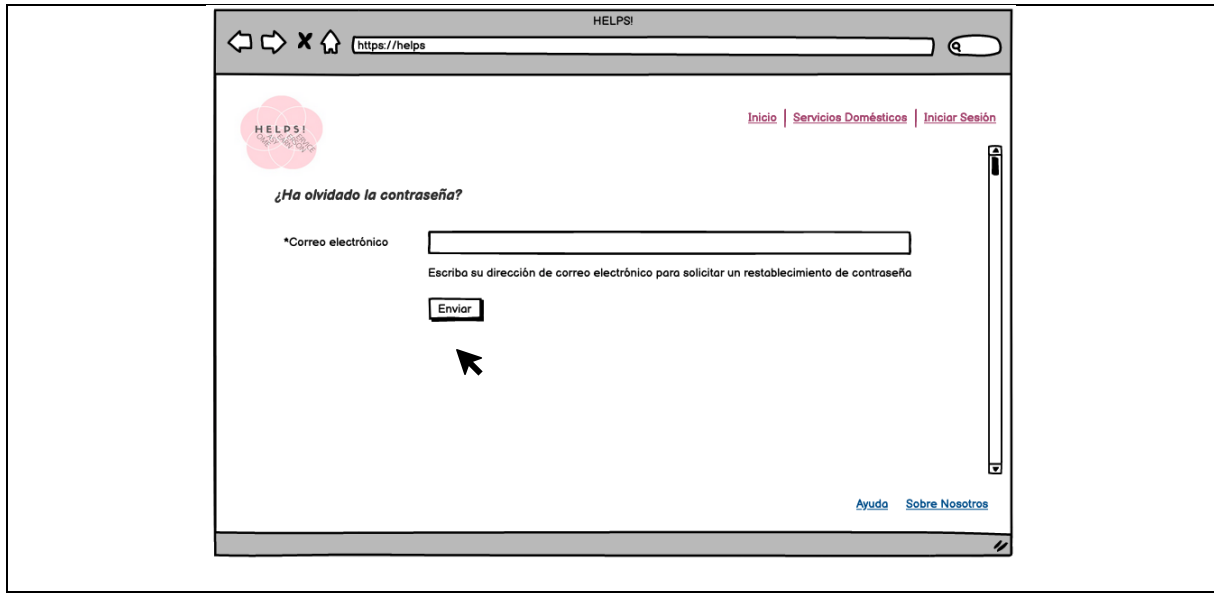 HELPS!
https://helps
HELPS!
Inicio | Servicios Domésticos | Iniciar Sesión
¿Ha olvidado la contraseña?
*Correo electrónico
Escriba su dirección de correo electrónico para solicitar un restablecimiento de contraseña
Enviar
Ayuda Sobre Nosotros